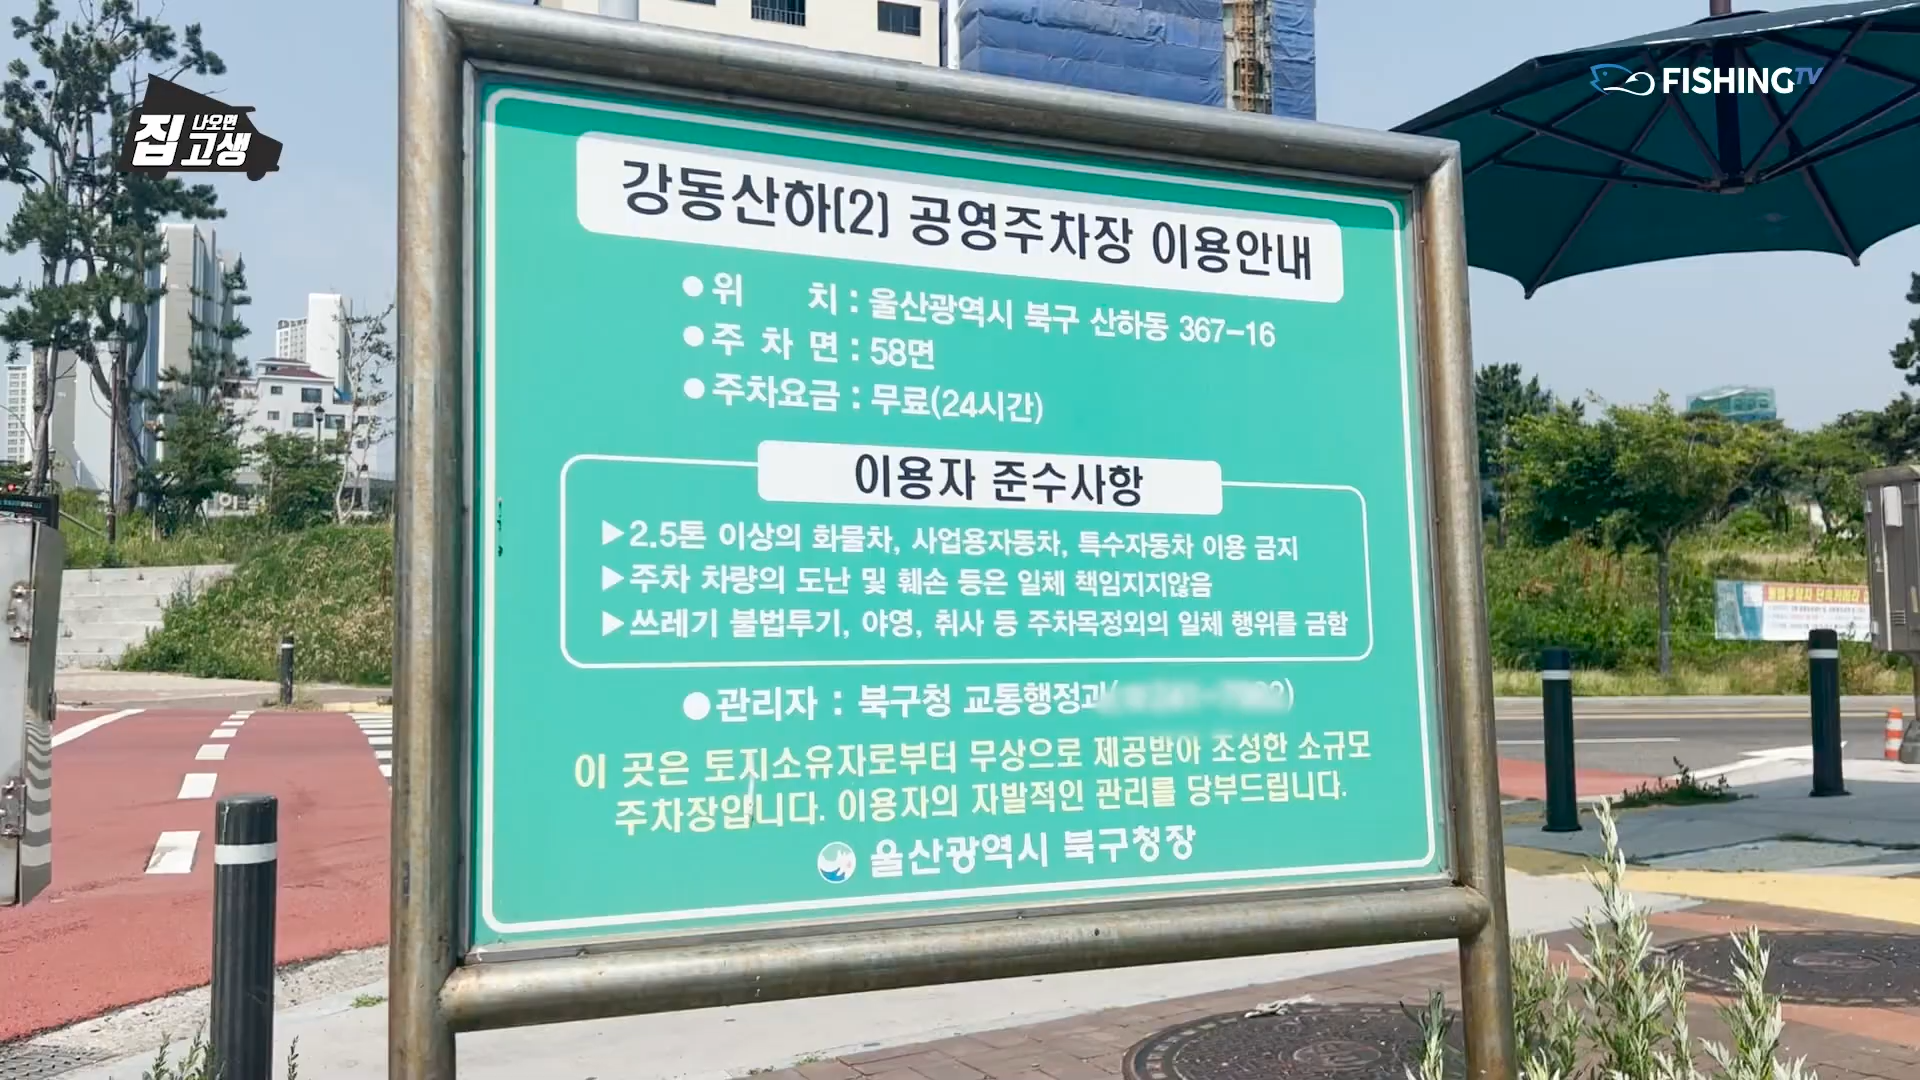 집 나오면 고생
FISHING TV
강동산하(2) 공영주차장 이용안내
●위 치 : 울산광역시 북구 산하동 367-16
●주 차 면 : 58면
●주차요금 : 무료(24시간)
이용자 준수사항
▶2.5톤 이상의 화물차, 사업용자동차, 특수자동차 이용 금지
▶주차 차량의 도난 및 훼손 등은 일체 책임지지않음
▶쓰레기 불법투기, 야영, 취사 등 주차목정외의 일체 행위를 금함
●관리자 : 북구청 교통행정과
이 곳은 토지소유자로부터 무상으로 제공받아 조성한 소규모
주차장입니다. 이용자의 자발적인 관리를 당부드립니다.
울산광역시 북구청장